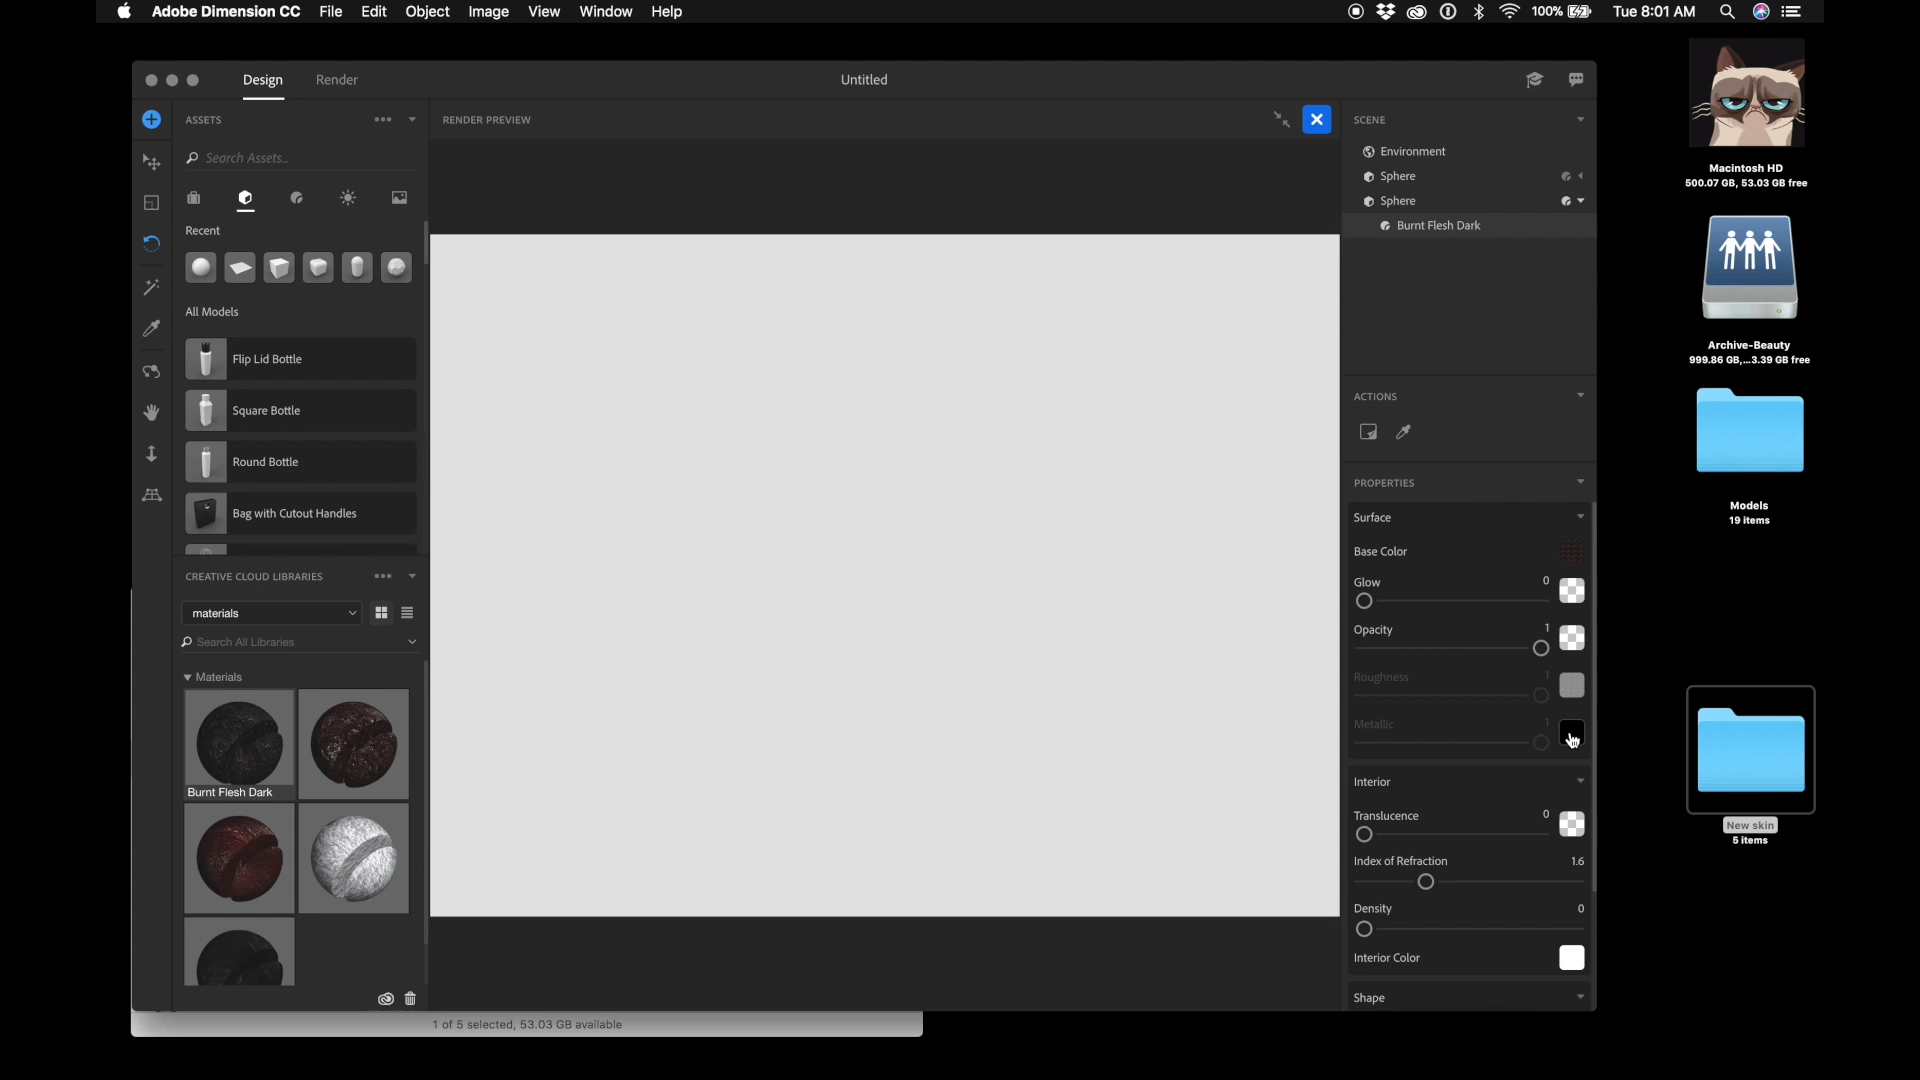 Adobe Dimension CC File Edit Object Image View Window Help
100% Tue 8:01 AM
Design Render Untitled
ASSETS
Search Assets...
Recent
All Models
Flip Lid Bottle
Square Bottle
Round Bottle
Bag with Cutout Handles
CREATIVE CLOUD LIBRARIES
materials
Search All Libraries
Materials
Burnt Flesh Dark
RENDER PREVIEW
SCENE
Environment
Sphere
Sphere
Burnt Flesh Dark
ACTIONS
PROPERTIES
Surface
Base Color
Glow 0
Opacity 1
Roughness 1
Metallic 1
Interior
Translucence 0
Index of Refraction 1.6
Density 0
Interior Color
Shape
1 of 5 selected, 53.03 GB available
Macintosh HD
500.07 GB, 53.03 GB free
Archive-Beauty
999.86 GB,...3.39 GB free
Models
19 items
New skin
5 items